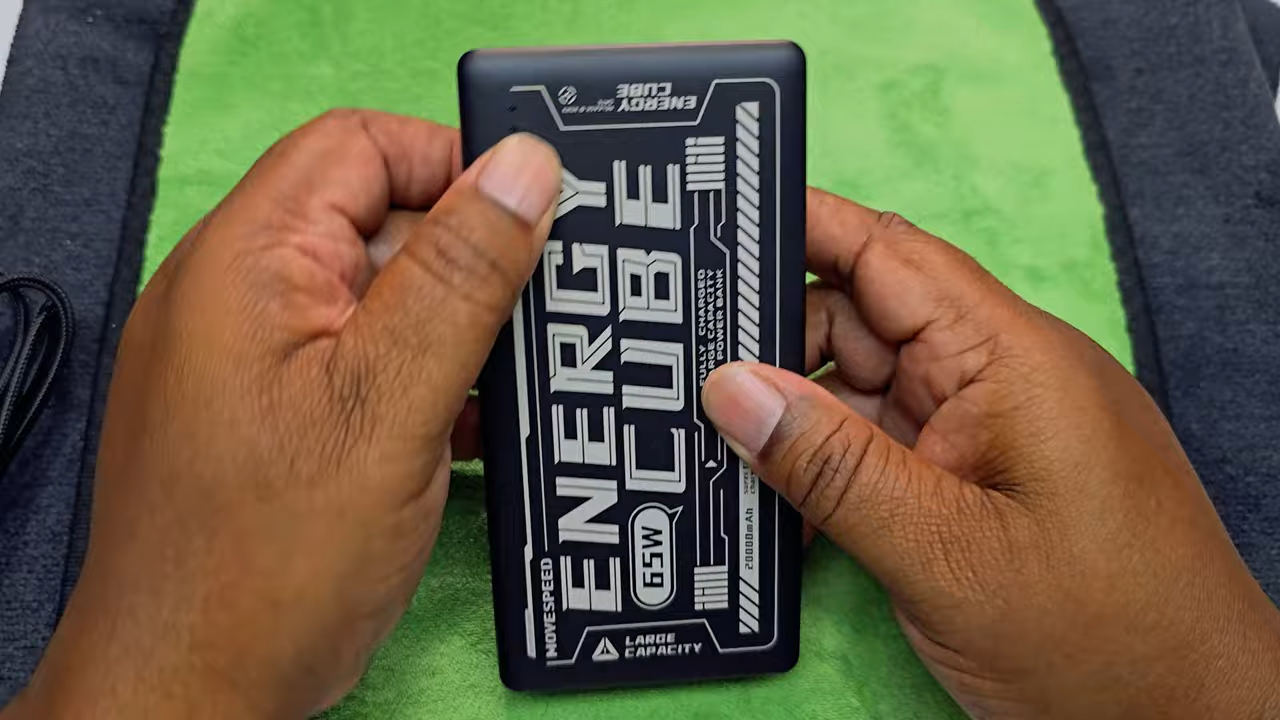 ENERGY
CUBE
MOVESPEED
ENERGY
CUBE
65W
FULLY CHARGED
LARGE CAPACITY
POWER BANK
20000mAh
LARGE
CAPACITY